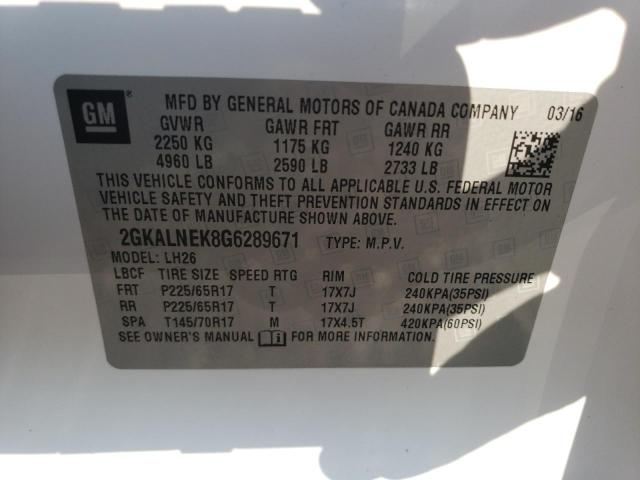 GM ® MFD BY GENERAL MOTORS OF CANADA COMPANY 03/16
GVWR GAWR FRT GAWR RR
2250 KG 1175 KG 1240 KG
4960 LB 2590 LB 2733 LB
THIS VEHICLE CONFORMS TO ALL APPLICABLE U.S. FEDERAL MOTOR
VEHICLE SAFETY AND THEFT PREVENTION STANDARDS IN EFFECT ON
THE DATE OF MANUFACTURE SHOWN ABOVE.
2GKALNEK8G6289671 TYPE: M.P.V.
MODEL: LH26
LBCF TIRE SIZE SPEED RTG RIM COLD TIRE PRESSURE
FRT P225/65R17 T 17X7J 240KPA(35PSI)
RR P225/65R17 T 17X7J 240KPA(35PSI)
SPA T145/70R17 M 17X4.5T 420KPA(60PSI)
SEE OWNER'S MANUAL FOR MORE INFORMATION.